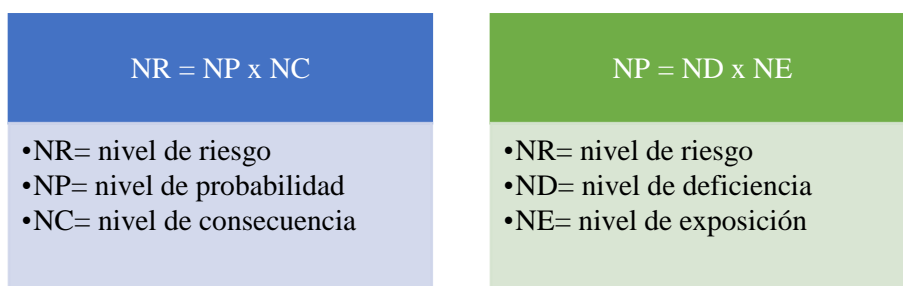 NR = NP x NC
•NR= nivel de riesgo
•NP= nivel de probabilidad
•NC= nivel de consecuencia
NP = ND x NE
•NR= nivel de riesgo
•ND= nivel de deficiencia
•NE= nivel de exposición